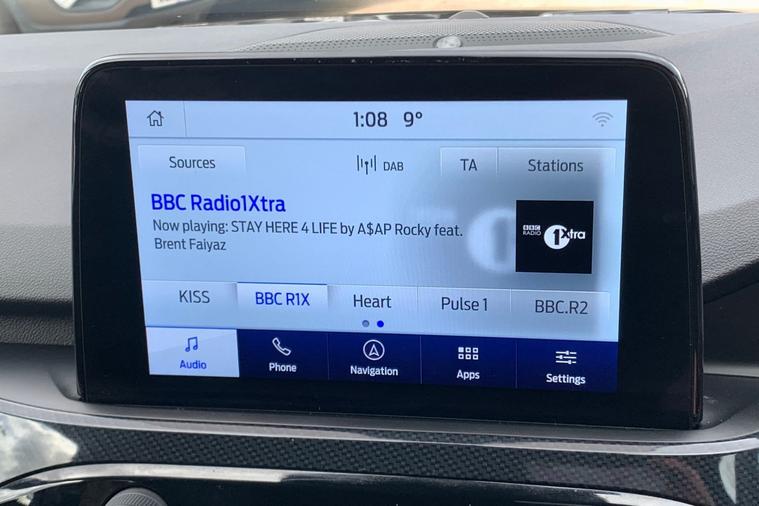 1:08 9°
Sources DAB TA Stations
BBC Radio1Xtra
Now playing: STAY HERE 4 LIFE by A$AP Rocky feat.
Brent Faiyaz
BBC
RADIO
1Xtra
KISS BBC R1X Heart Pulse 1 BBC.R2
Audio Phone Navigation Apps Settings